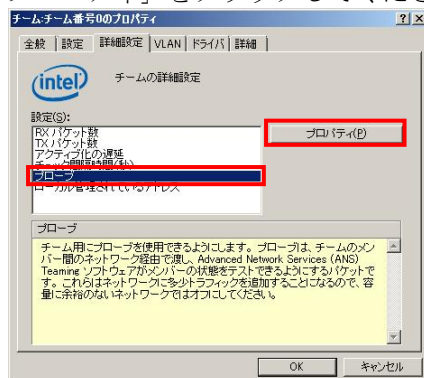 チーム:チーム番号0のプロパティ
全般
設定
詳細設定
VLAN
ドライバ
詳細
intel
チームの詳細設定
設定(S):
RX パケット数
TX パケット数
アクティブ化の遅延
プローブ
ローカル管理されているアドレス
プロパティ(P)
プローブ
チーム用にプローブを使用できるようにします。 プローブは、チームのメン
バー間のネットワーク経由で渡し、Advanced Network Services (ANS)
Teaming ソフトウェアがメンバーの状態をテストできるようにするパケットで
す。これらはネットワークに多少トラフィックを追加することになるので、容
量に余裕のないネットワークではオフにしてください。
OK
キャンセル